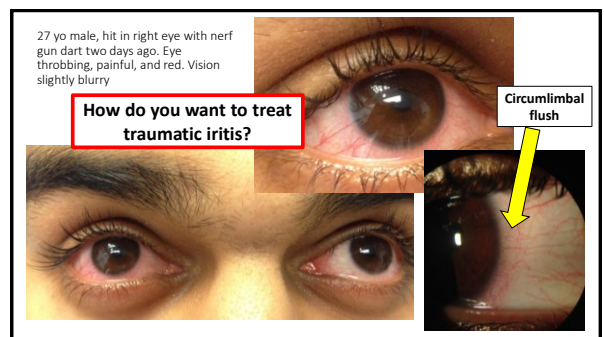 27 yo male, hit in right eye with nerf
gun dart two days ago. Eye
throbbing, painful, and red. Vision
slightly blurry
How do you want to treat
traumatic iritis?
Circumlimbal
flush